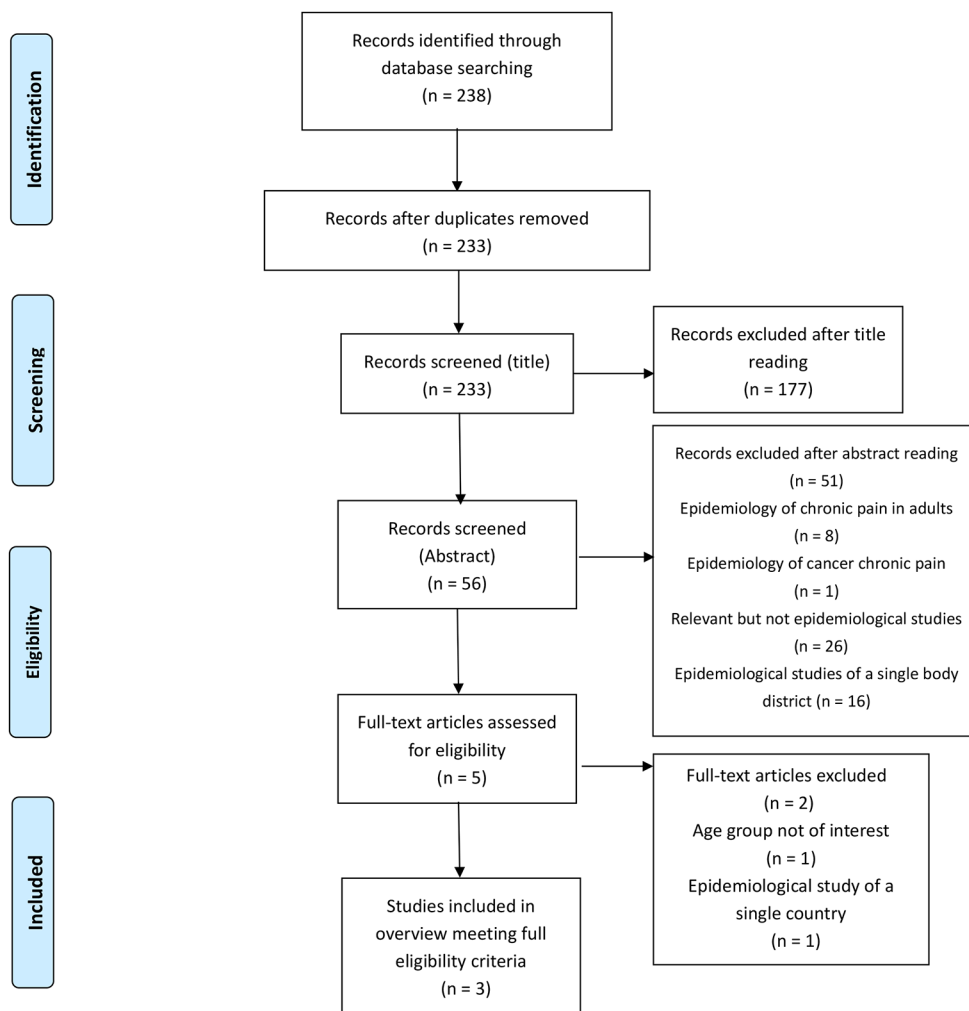 Identification
Records identified through
database searching
(n = 238)
Records after duplicates removed
(n = 233)
Screening
Records screened (title)
(n = 233)
Records excluded after title
reading
(n = 177)
Records screened
(Abstract)
(n = 56)
Records excluded after abstract reading
(n = 51)
Epidemiology of chronic pain in adults
(n = 8)
Epidemiology of cancer chronic pain
(n = 1)
Relevant but not epidemiological studies
(n = 26)
Epidemiological studies of a single body
district (n = 16)
Eligibility
Full-text articles assessed
for eligibility
(n = 5)
Full-text articles excluded
(n = 2)
Age group not of interest
(n = 1)
Epidemiological study of a
single country
(n = 1)
Included
Studies included in
overview meeting full
eligibility criteria
(n = 3)